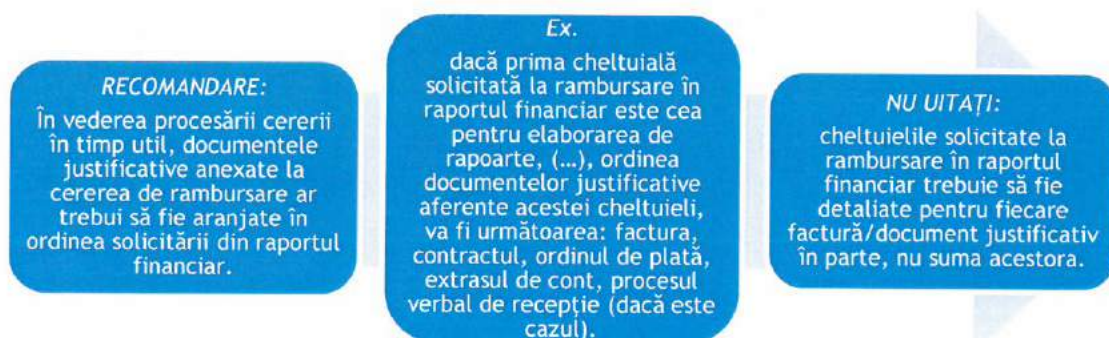 RECOMANDARE:
În vederea procesării cererii
în timp util, documentele
justificative anexate la
cererea de rambursare ar
trebui să fie aranjate în
ordinea solicitării din raportul
financiar.
Ex.
dacă prima cheltuială
solicitată la rambursare în
raportul financiar este cea
pentru elaborarea de
rapoarte, (...), ordinea
documentelor justificative
aferente acestei cheltuieli,
va fi următoarea: factura,
contractul, ordinul de plată,
extrasul de cont, procesul
verbal de recepție (dacă este
cazul).
NU UITAȚI:
cheltuielile solicitate la
rambursare în raportul
financiar trebuie să fie
detaliate pentru fiecare
factură/document justificativ
în parte, nu suma acestora.